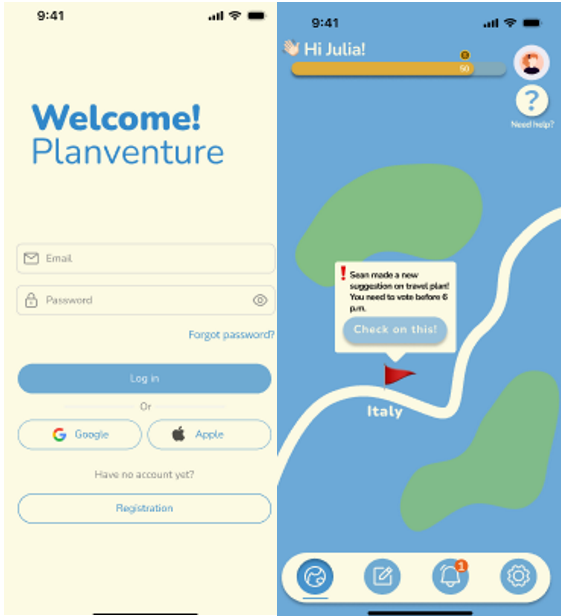 9:41
Welcome!
Planventure
Email
Password
Forgot password?
Log in
Or
Google
Apple
Have no account yet?
Registration
9:41
Hi Julia!
50
Need help?
Sean made a new
suggestion on travel plan!
You need to vote before 6
p.m.
Check on this!
Italy
1